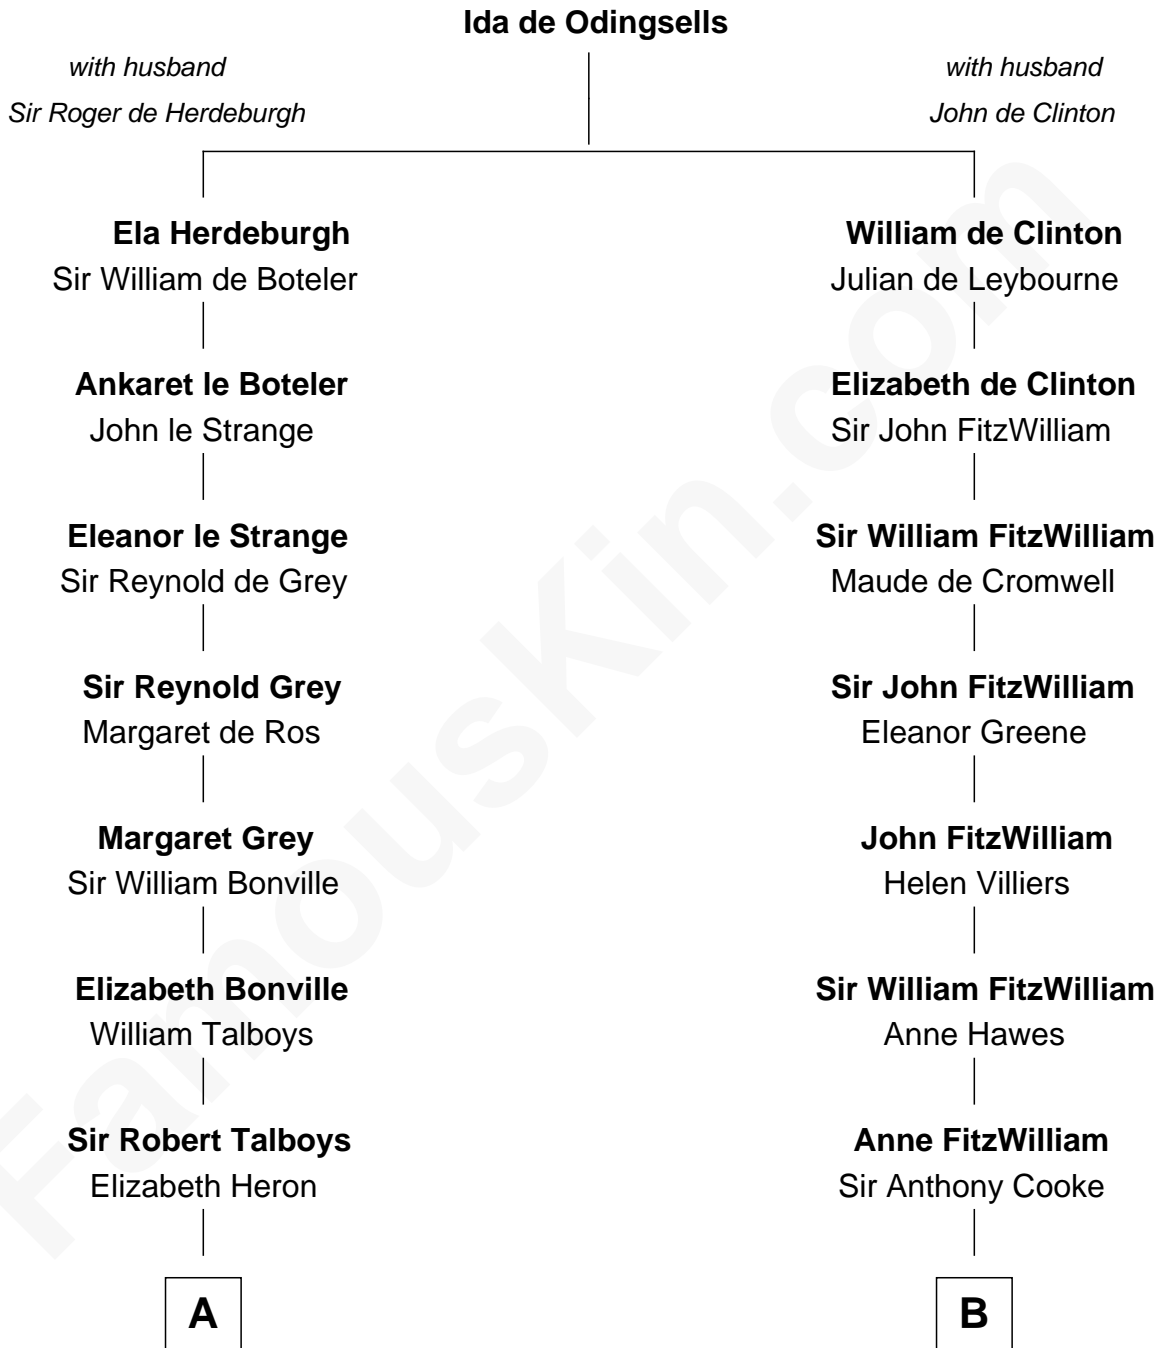 Ida de Odingsells
with husband
Sir Roger de Herdeburgh
with husband
John de Clinton
Ela Herdeburgh
Sir William de Boteler
William de Clinton
Julian de Leybourne
Ankaret le Boteler
John le Strange
Elizabeth de Clinton
Sir John FitzWilliam
Eleanor le Strange
Sir Reynold de Grey
Sir William FitzWilliam
Maude de Cromwell
Sir Reynold Grey
Margaret de Ros
Sir John FitzWilliam
Eleanor Greene
Margaret Grey
Sir William Bonville
John FitzWilliam
Helen Villiers
Elizabeth Bonville
William Talboys
Sir William FitzWilliam
Anne Hawes
Sir Robert Talboys
Elizabeth Heron
Anne FitzWilliam
Sir Anthony Cooke
A
B
FamousKin.com